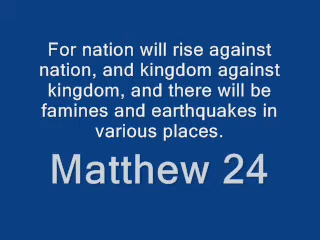 For nation will rise against
nation, and kingdom against
kingdom, and there will be
famines and earthquakes in
various places.
Matthew 24